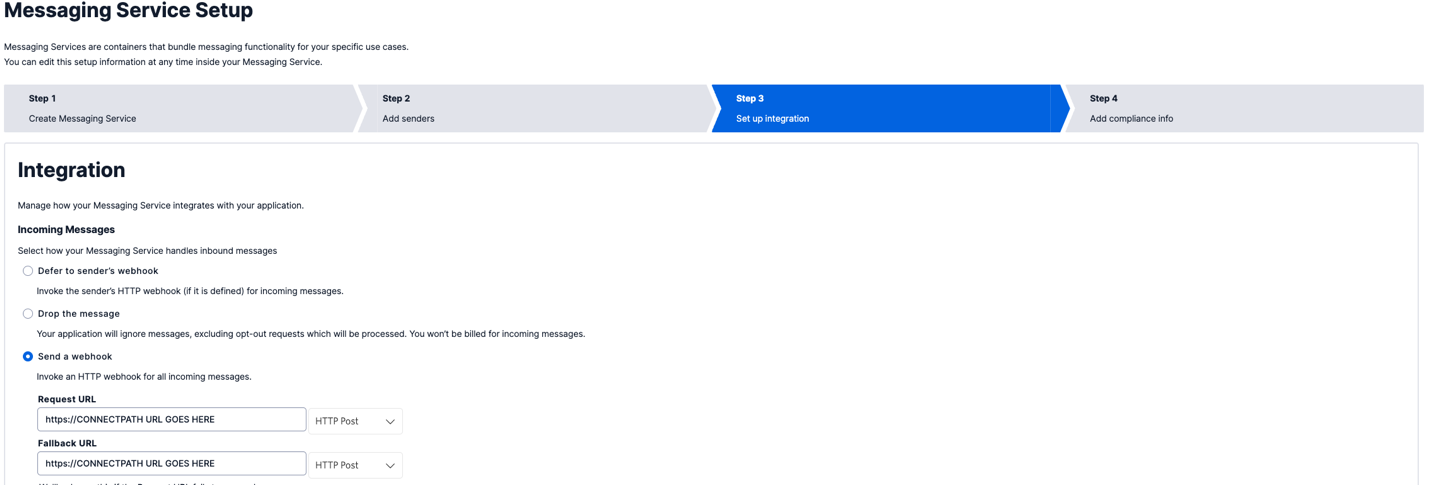 Messaging Service Setup
Messaging Services are containers that bundle messaging functionality for your specific use cases.
You can edit this setup information at any time inside your Messaging Service.
Step 1
Create Messaging Service
Step 2
Add senders
Step 3
Set up integration
Step 4
Add compliance info
Integration
Manage how your Messaging Service integrates with your application.
Incoming Messages
Select how your Messaging Service handles inbound messages
Defer to sender's webhook
Invoke the sender's HTTP webhook (if it is defined) for incoming messages.
Drop the message
Your application will ignore messages, excluding opt-out requests which will be processed. You won't be billed for incoming messages.
Send a webhook
Invoke an HTTP webhook for all incoming messages.
Request URL
https://CONNECTPATH URL GOES HERE
HTTP Post
Fallback URL
https://CONNECTPATH URL GOES HERE
HTTP Post